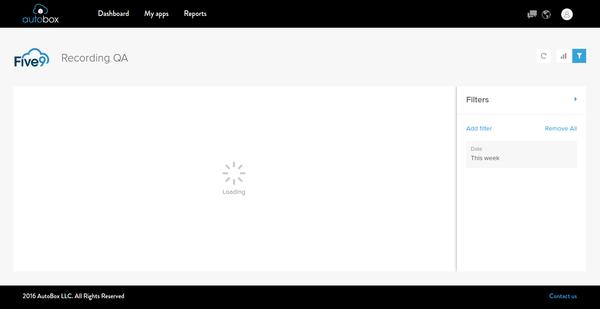 autobox
Dashboard My apps Reports
Five9 Recording QA
Filters
Add filter Remove All
Date
This week
Loading
2016 AutoBox LLC. All Rights Reserved Contact us